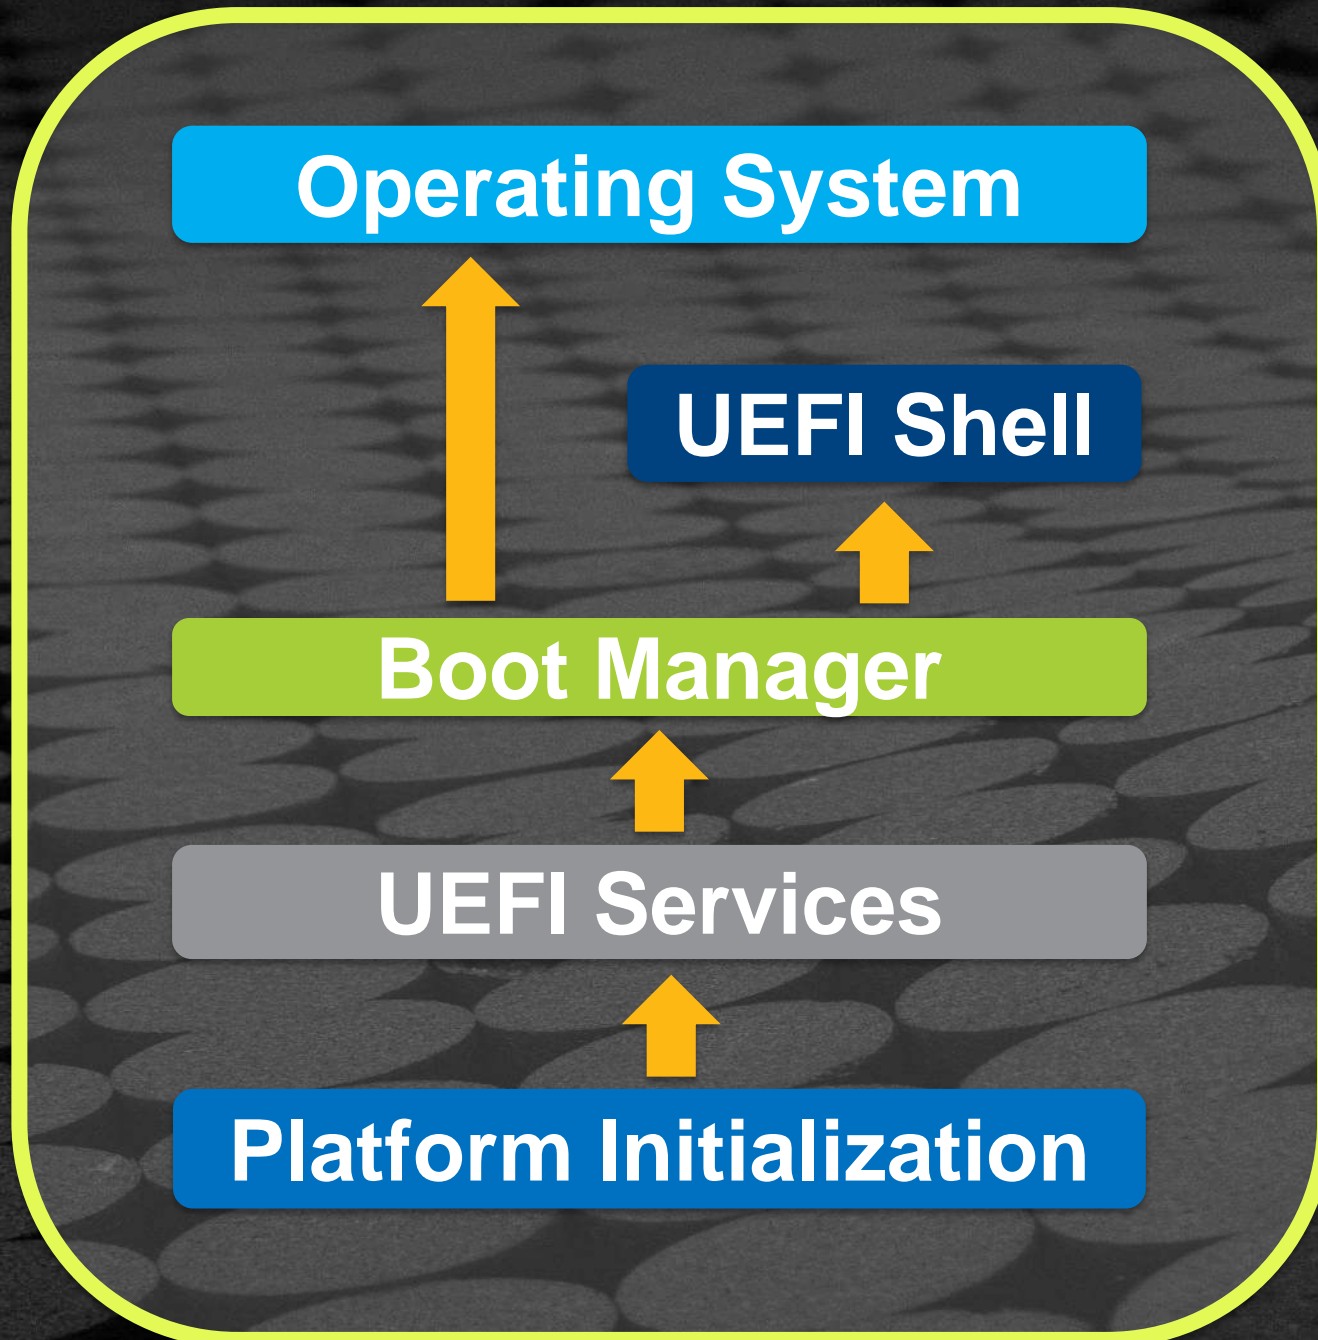 Operating System
UEFI Shell
Boot Manager
UEFI Services
Platform Initialization